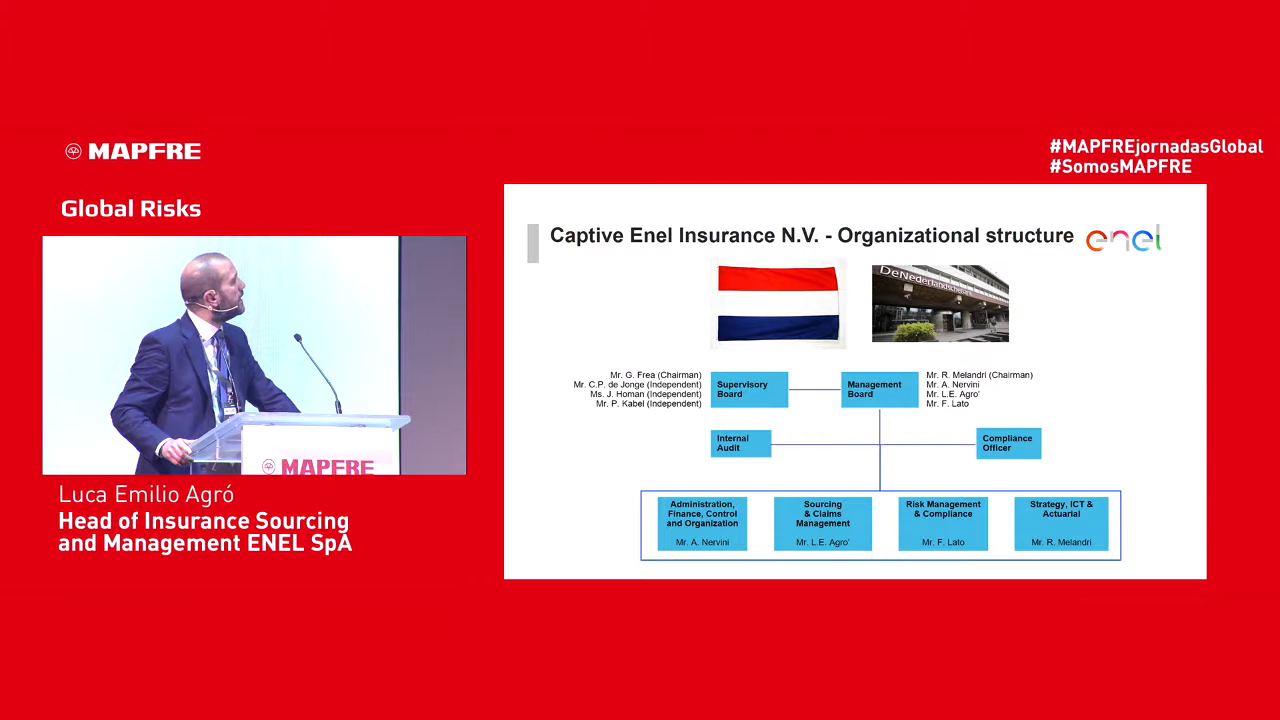 MAPFRE
#MAPFREjornadasGlobal
#SomosMAPFRE
Global Risks
MAPFRE
Luca Emilio Agró
Head of Insurance Sourcing
and Management ENEL SpA
Captive Enel Insurance N.V. - Organizational structure
enel
Mr. G. Frea (Chairman)
Mr. C.P. de Jonge (Independent)
Ms. J. Homan (Independent)
Mr. P. Kabel (Independent)
Supervisory
Board
Management
Board
Mr. R. Melandri (Chairman)
Mr. A. Nervini
Mr. L.E. Agro'
Mr. F. Lato
Internal
Audit
Compliance
Officer
Administration,
Finance, Control
and Organization
Mr. A. Nervini
Sourcing
& Claims
Management
Mr. L.E. Agro'
Risk Management
& Compliance
Mr. F. Lato
Strategy, ICT &
Actuarial
Mr. R. Melandri